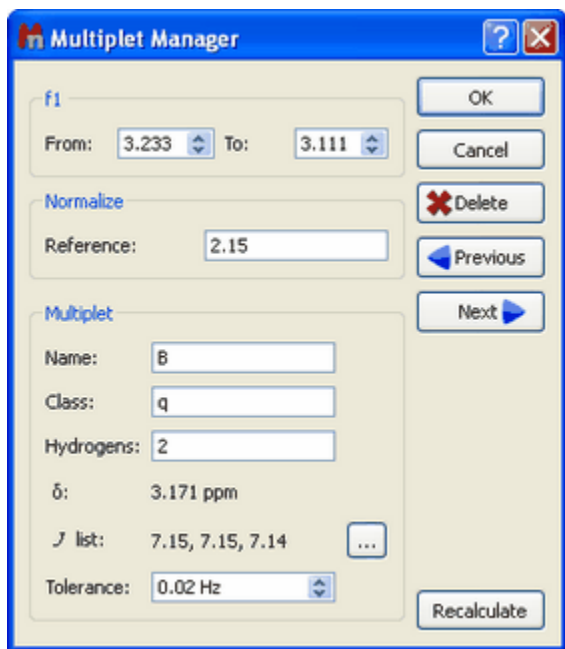 Multiplet Manager
f1
From: 3.233 To: 3.111
Normalize
Reference: 2.15
Multiplet
Name: B
Class: q
Hydrogens: 2
δ: 3.171 ppm
J list: 7.15, 7.15, 7.14 ...
Tolerance: 0.02 Hz
OK
Cancel
Delete
Previous
Next
Recalculate